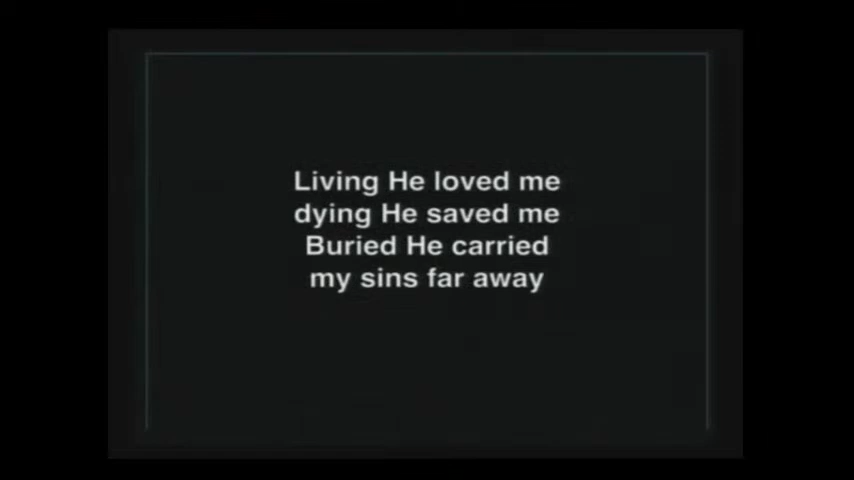 Living He loved me
dying He saved me
Buried He carried
my sins far away